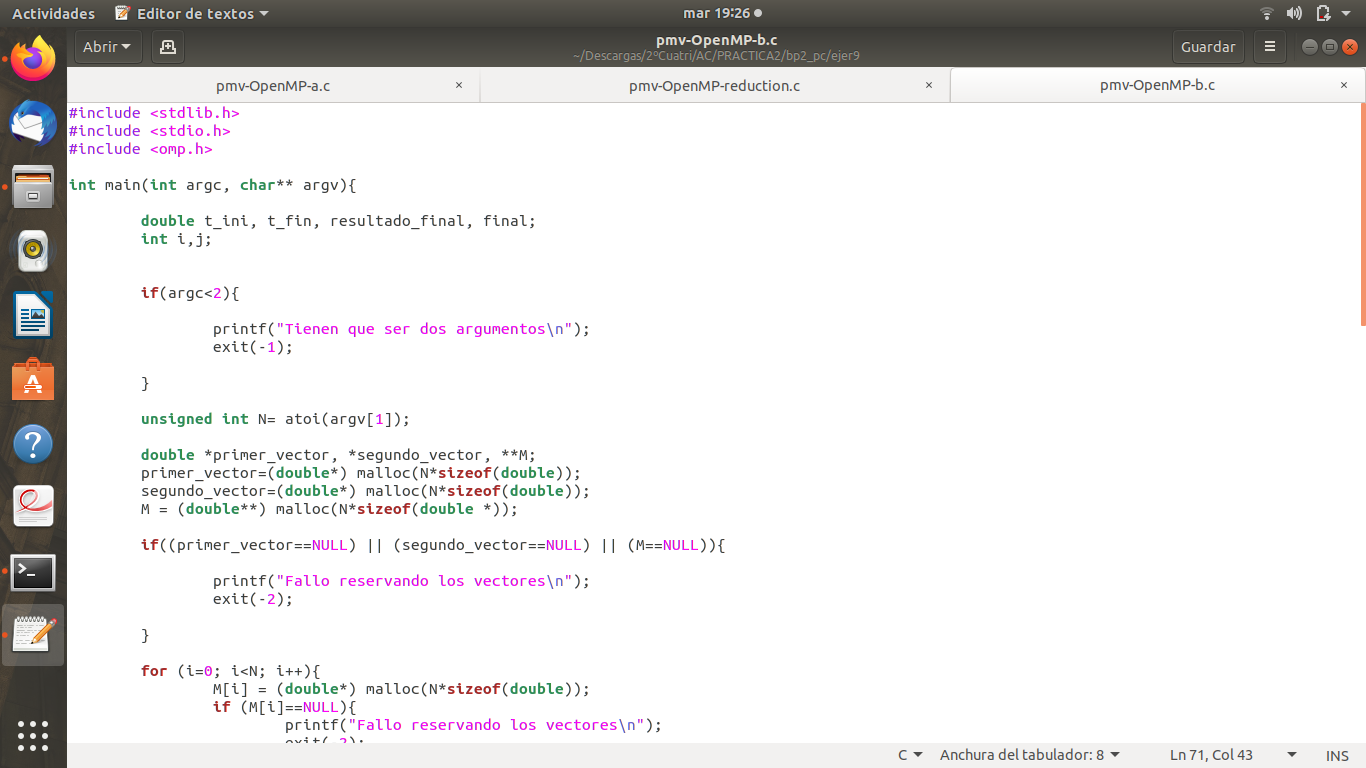 Actividades
Editor de textos
mar 19:26
Abrir
pmv-OpenMP-b.c
~/Descargas/2ºCuatri/AC/PRACTICA2/bp2_pc/ejer9
Guardar
pmv-OpenMP-a.c
pmv-OpenMP-reduction.c
pmv-OpenMP-b.c
#include <stdlib.h>
#include <stdio.h>
#include <omp.h>
int main(int argc, char** argv){
double t_ini, t_fin, resultado_final, final;
int i,j;
if(argc<2){
printf("Tienen que ser dos argumentos\n");
exit(-1);
}
unsigned int N= atoi(argv[1]);
double *primer_vector, *segundo_vector, **M;
primer_vector=(double*) malloc(N*sizeof(double));
segundo_vector=(double*) malloc(N*sizeof(double));
M = (double**) malloc(N*sizeof(double *));
if((primer_vector==NULL) || (segundo_vector==NULL) || (M==NULL)){
printf("Fallo reservando los vectores\n");
exit(-2);
}
for (i=0; i<N; i++){
M[i] = (double*) malloc(N*sizeof(double));
if (M[i]==NULL){
printf("Fallo reservando los vectores\n");
exit(-2);
C
Anchura del tabulador: 8
Ln 71, Col 43
INS